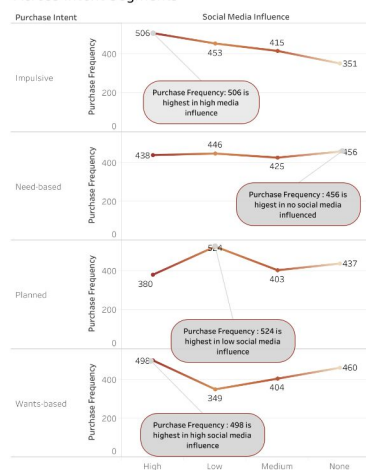 Purchase Intent
Social Media Influence
Impulsive
Purchase Frequency
400
200
0
506
453
415
351
Purchase Frequency: 506 is
highest in high media
influence
Need-based
Purchase Frequency
400
200
0
438
446
425
456
Purchase Frequency : 456 is
higest in no social media
influenced
Planned
Purchase Frequency
400
200
0
380
524
403
437
Purchase Frequency : 524 is
highest in low social media
influence
Wants-based
Purchase Frequency
400
200
0
498
349
404
460
Purchase Frequency : 498 is
highest in high social media
influence
High
Low
Medium
None